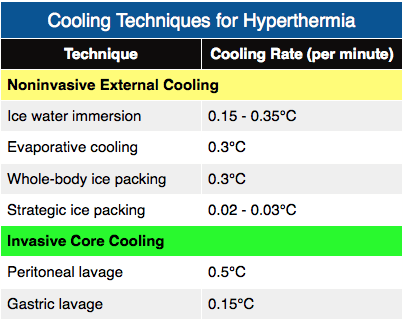 Cooling Techniques for Hyperthermia
Technique Cooling Rate (per minute)
Noninvasive External Cooling
Ice water immersion 0.15 - 0.35°C
Evaporative cooling 0.3°C
Whole-body ice packing 0.3°C
Strategic ice packing 0.02 - 0.03°C
Invasive Core Cooling
Peritoneal lavage 0.5°C
Gastric lavage 0.15°C